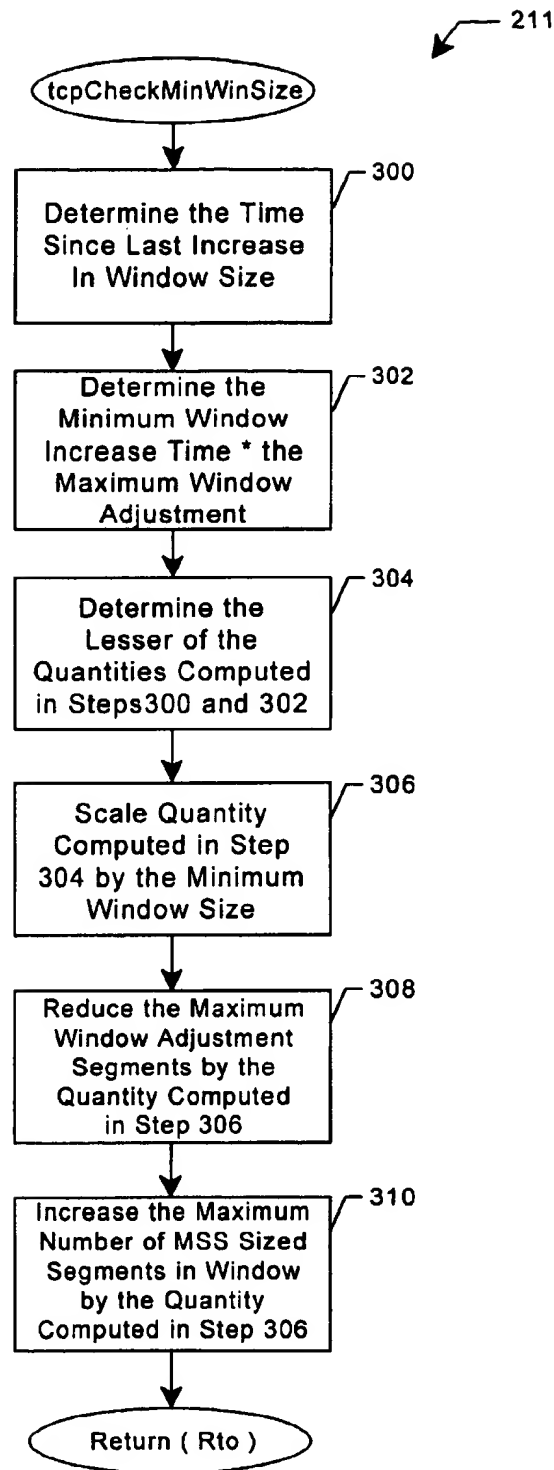 211
tcpCheckMinWinSize
300
Determine the Time
Since Last Increase
In Window Size
302
Determine the
Minimum Window
Increase Time * the
Maximum Window
Adjustment
304
Determine the
Lesser of the
Quantities Computed
in Steps300 and 302
306
Scale Quantity
Computed in Step
304 by the Minimum
Window Size
308
Reduce the Maximum
Window Adjustment
Segments by the
Quantity Computed
in Step 306
310
Increase the Maximum
Number of MSS Sized
Segments in Window
by the Quantity
Computed in Step 306
Return ( Rto )